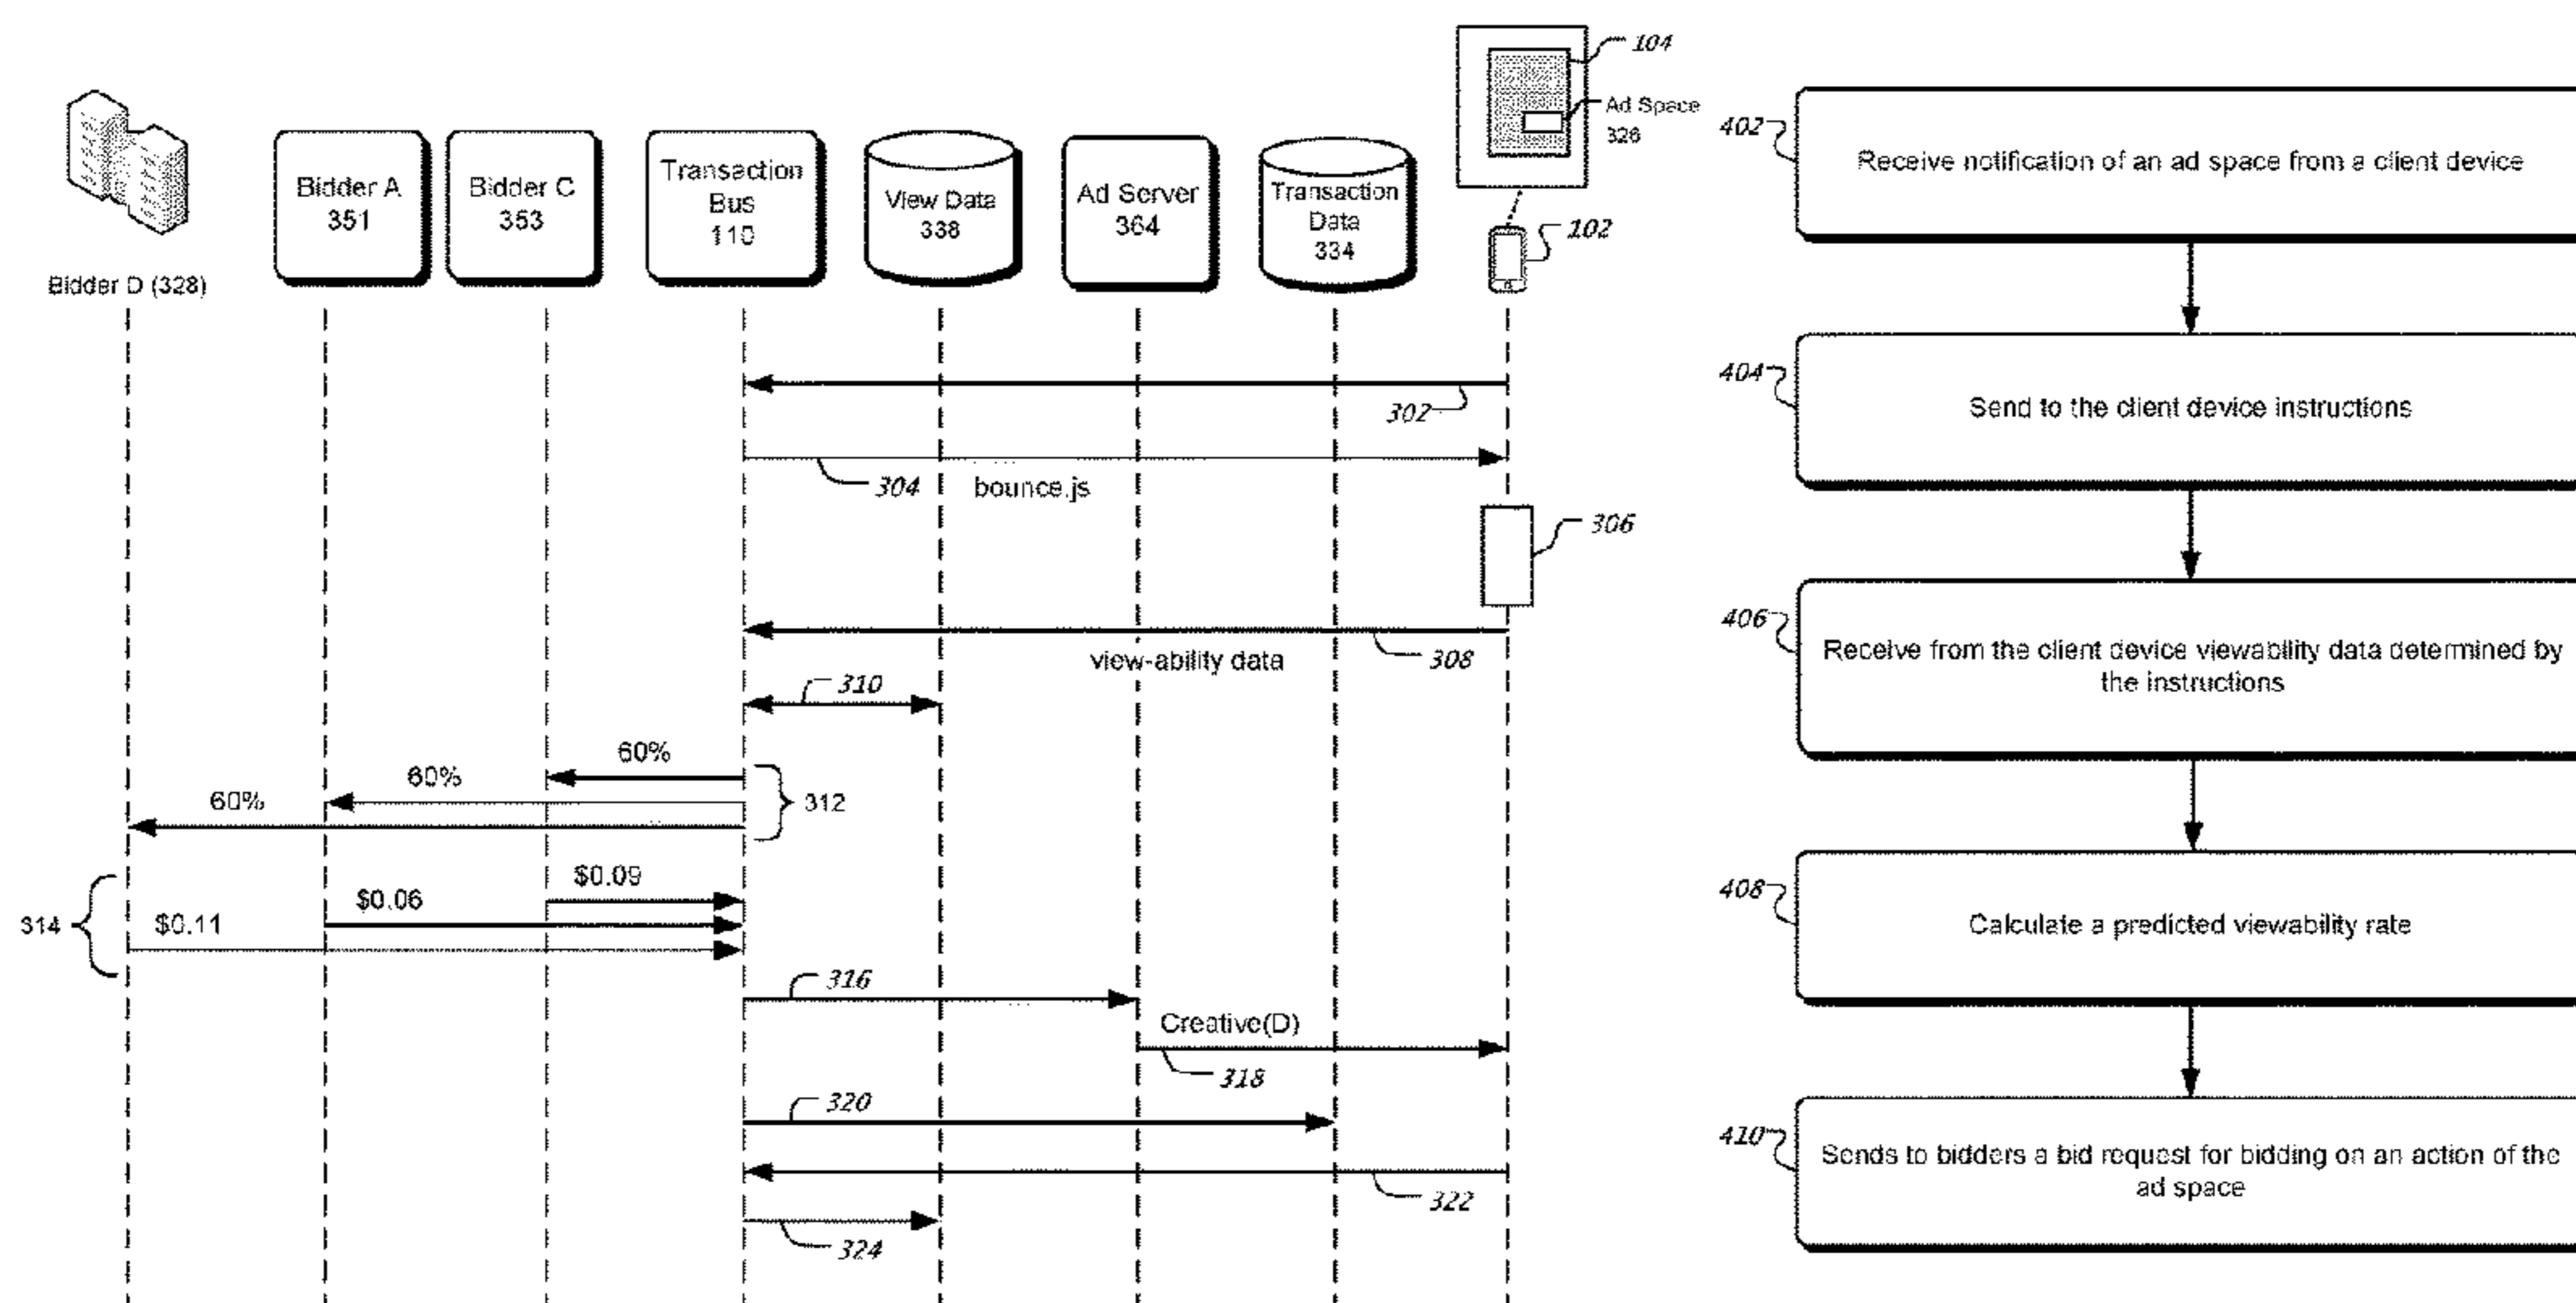 104
Ad Space
326
102
Bidder D (328)
Bidder A
351
Bidder C
353
Transaction
Bus
110
View Data
338
Ad Server
364
Transaction
Data
334
302
304
bounce.js
306
view-ability data
308
310
60%
60%
60%
312
$0.09
$0.06
$0.11
314
316
Creative(D)
318
320
322
324
402
Receive notification of an ad space from a client device
404
Send to the client device instructions
406
Receive from the client device viewability data determined by
the instructions
408
Calculate a predicted viewability rate
410
Sends to bidders a bid request for bidding on an action of the
ad space